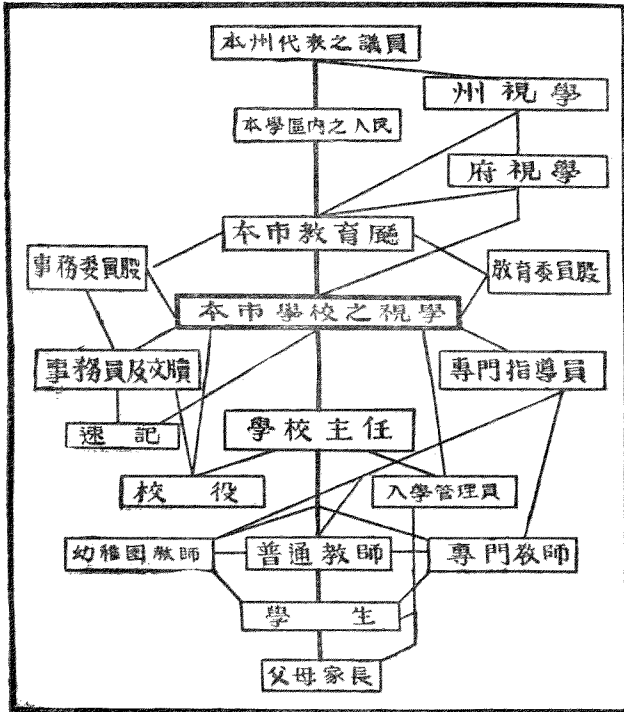 本州代表之議員
州視學
本學區內之人民
府視學
本市教育廳
事務委員股
教育委員股
本市學校之視學
事務員及文牘
專門指導員
速記
學校主任
校役
入學管理員
幼稚園教師
普通教師
專門教師
學生
父母家長